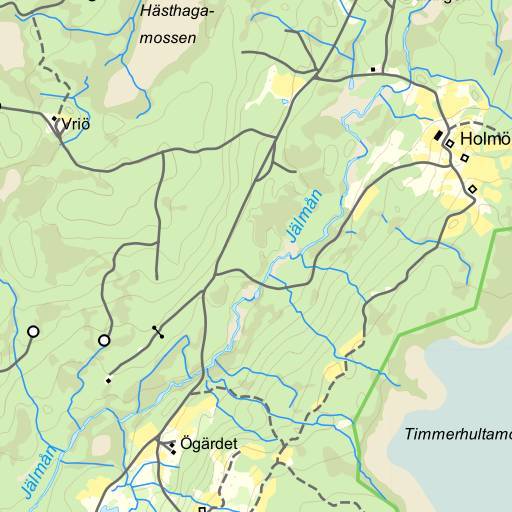 Hästhaga-
mossen
Vriö
Holmö
Jälmån
Timmerhultamo
Ögärdet
Jälmån